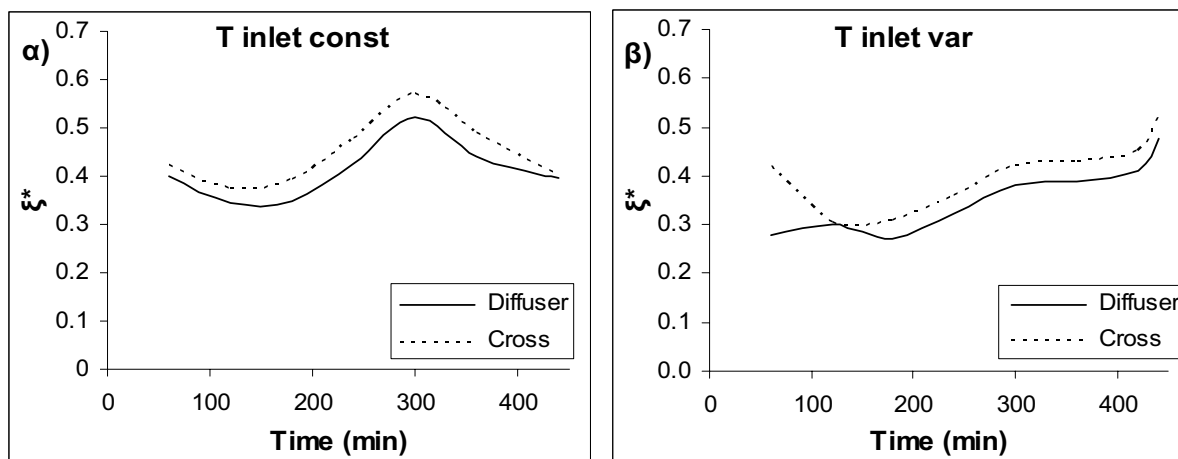 α)
T inlet const
0.7
0.6
0.5
0.4
0.3
0.2
0.1
0
ξ*
Diffuser
Cross
0 100 200 300 400
Time (min)
β)
T inlet var
0.7
0.6
0.5
0.4
0.3
0.2
0.1
0.0
ξ*
Diffuser
Cross
0 100 200 300 400
Time (min)